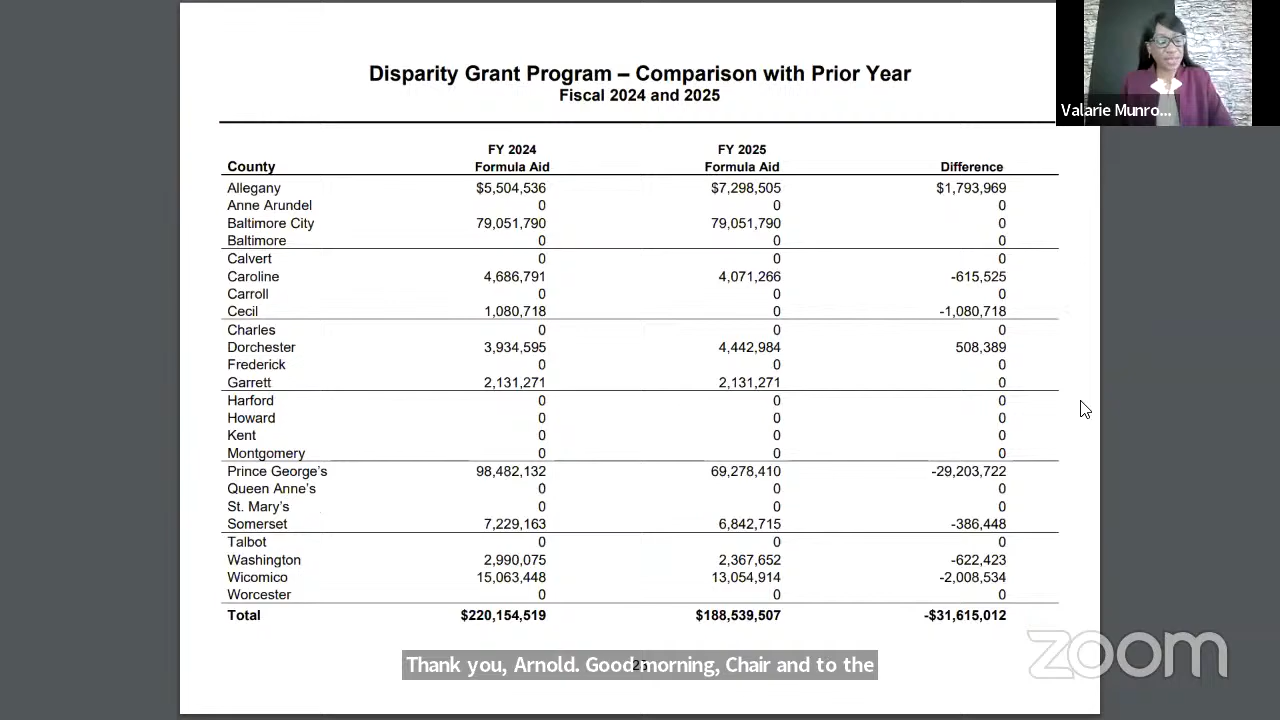 Disparity Grant Program – Comparison with Prior Year
Fiscal 2024 and 2025
Valarie Munro...
FY 2024 FY 2025
County Formula Aid Formula Aid Difference
Allegany $5,504,536 $7,298,505 $1,793,969
Anne Arundel 0 0 0
Baltimore City 79,051,790 79,051,790 0
Baltimore 0 0 0
Calvert 0 0 0
Caroline 4,686,791 4,071,266 -615,525
Carroll 0 0 0
Cecil 1,080,718 0 -1,080,718
Charles 0 0 0
Dorchester 3,934,595 4,442,984 508,389
Frederick 0 0 0
Garrett 2,131,271 2,131,271 0
Harford 0 0 0
Howard 0 0 0
Kent 0 0 0
Montgomery 0 0 0
Prince George’s 98,482,132 69,278,410 -29,203,722
Queen Anne’s 0 0 0
St. Mary’s 0 0 0
Somerset 7,229,163 6,842,715 -386,448
Talbot 0 0 0
Washington 2,990,075 2,367,652 -622,423
Wicomico 15,063,448 13,054,914 -2,008,534
Worcester 0 0 0
Total $220,154,519 $188,539,507 -$31,615,012
Thank you, Arnold. Good morning, Chair and to the
zoom